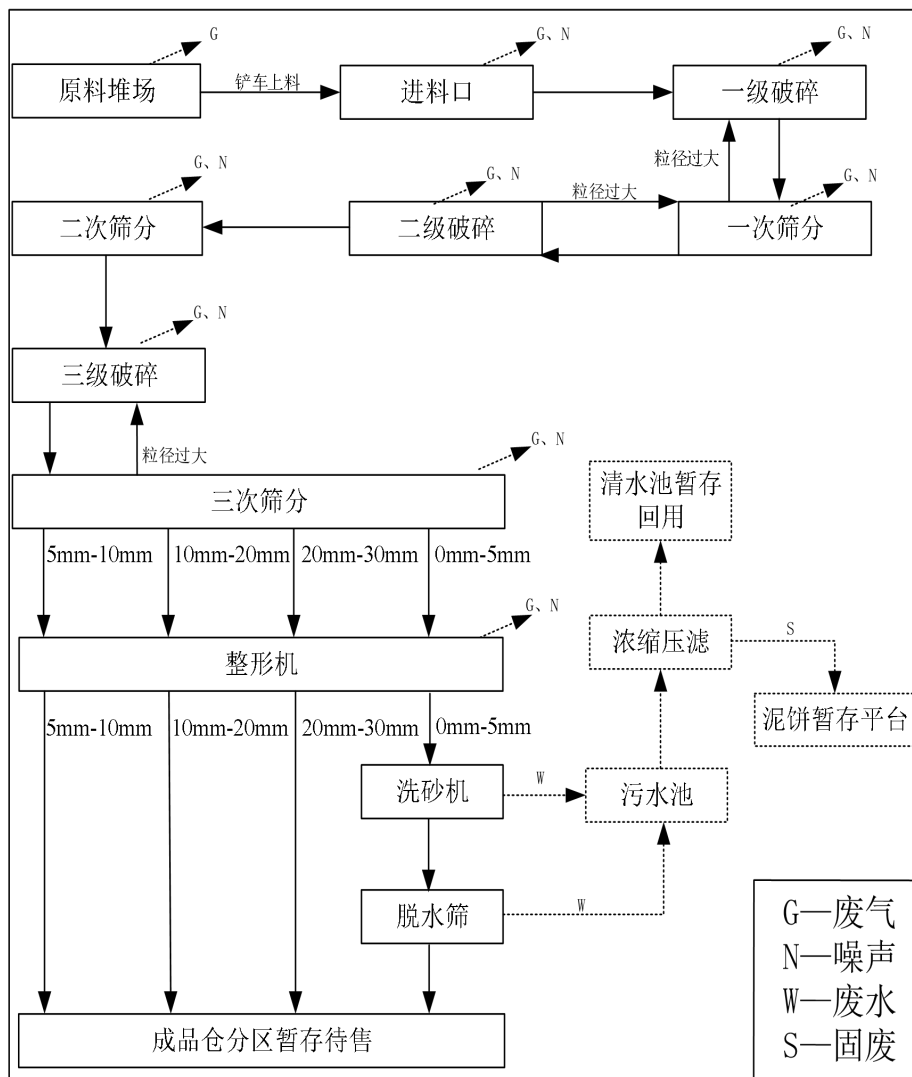 G
G、N
G、N
原料堆场
铲车上料
进料口
一级破碎
粒径过大
G、N
G、N
G、N
粒径过大
二次筛分
二级破碎
一次筛分
G、N
三级破碎
粒径过大
G、N
三次筛分
清水池暂存
回用
5mm-10mm
10mm-20mm
20mm-30mm
0mm-5mm
G、N
整形机
浓缩压滤
S
5mm-10mm
10mm-20mm
20mm-30mm
0mm-5mm
泥饼暂存平台
洗砂机
W
污水池
脱水筛
W
成品仓分区暂存待售
G—废气
N—噪声
W—废水
S—固废